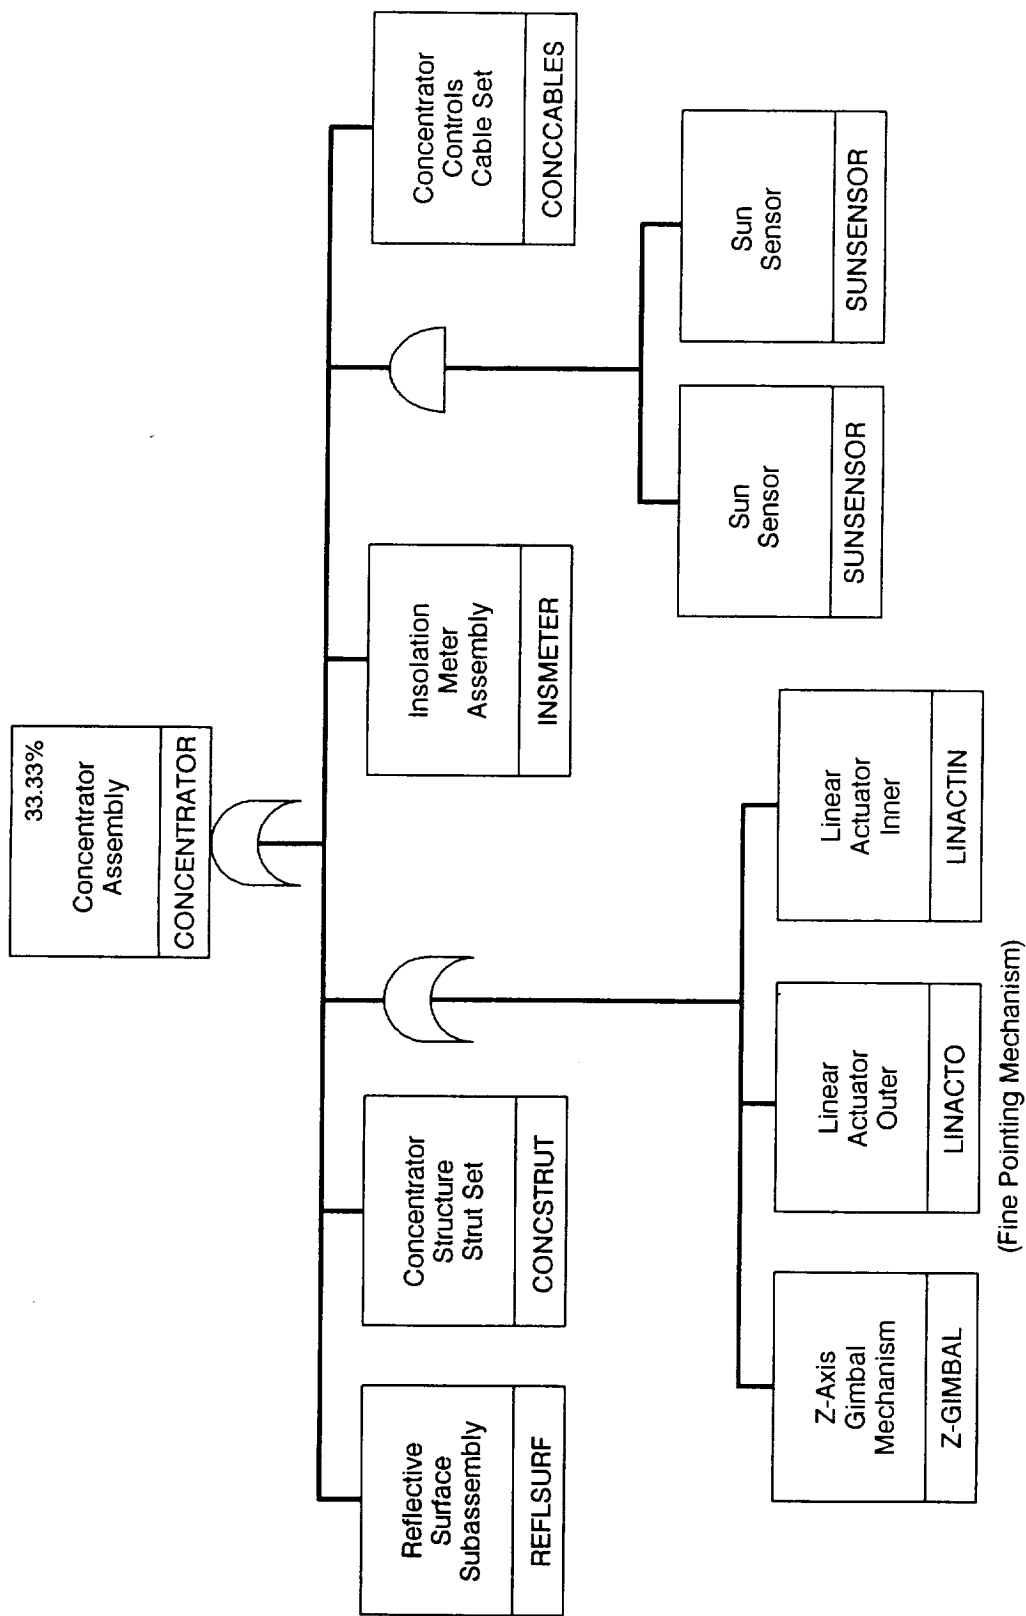 33.33%
Concentrator
Assembly
CONCENTRATOR
Reflective
Surface
Subassembly
REFLSURF
Concentrator
Structure
Strut Set
CONCSTRUT
Insolation
Meter
Assembly
INSMETER
Concentrator
Controls
Cable Set
CONCCABLES
Z-Axis
Gimbal
Mechanism
Z-GIMBAL
Linear
Actuator
Outer
LINACTO
Linear
Actuator
Inner
LINACTIN
Sun
Sensor
SUNSENSOR
Sun
Sensor
SUNSENSOR
(Fine Pointing Mechanism)